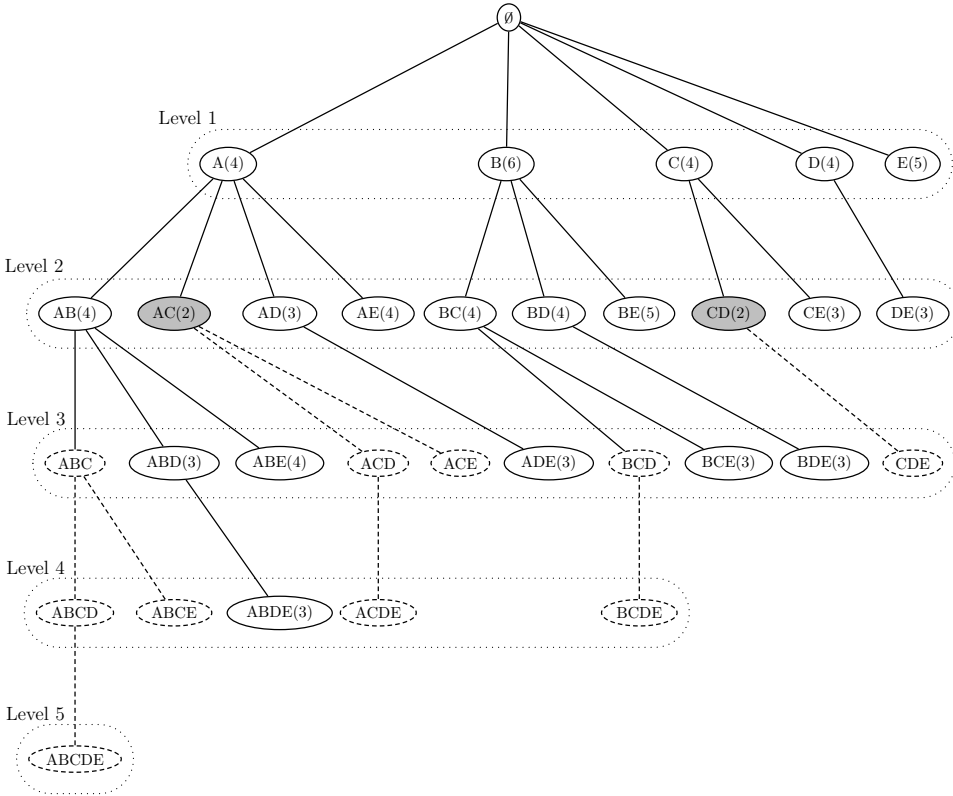 ∅
Level 1
A(4) B(6) C(4) D(4) E(5)
Level 2
AB(4) AC(2) AD(3) AE(4) BC(4) BD(4) BE(5) CD(2) CE(3) DE(3)
Level 3
ABC ABD(3) ABE(4) ACD ACE ADE(3) BCD BCE(3) BDE(3) CDE
Level 4
ABCD ABCE ABDE(3) ACDE BCDE
Level 5
ABCDE